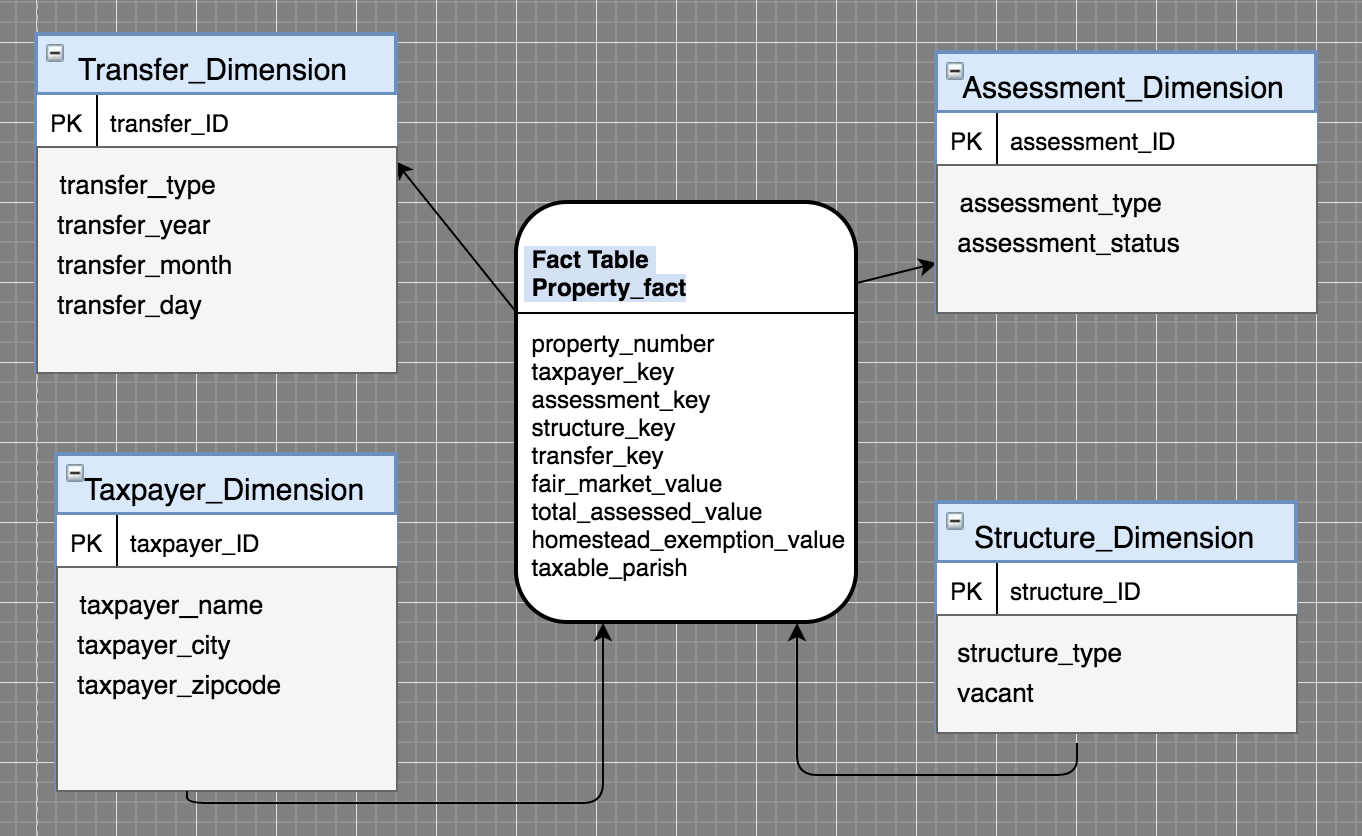 Transfer_Dimension
PK
transfer_ID
transfer_type
transfer_year
transfer_month
transfer_day
Assessment_Dimension
PK
assessment_ID
assessment_type
assessment_status
Fact Table
Property_fact
property_number
taxpayer_key
assessment_key
structure_key
transfer_key
fair_market_value
total_assessed_value
homestead_exemption_value
taxable_parish
Taxpayer_Dimension
PK
taxpayer_ID
taxpayer_name
taxpayer_city
taxpayer_zipcode
Structure_Dimension
PK
structure_ID
structure_type
vacant